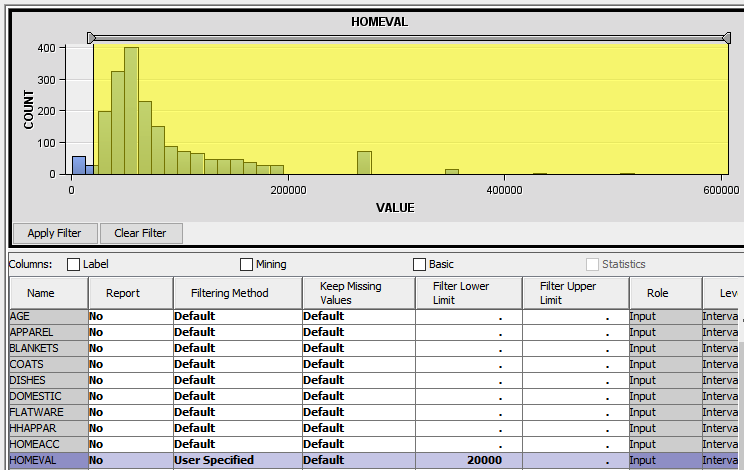 HOMEVAL
400
300
200
100
0
COUNT
0 200000 400000 600000
VALUE
Apply Filter Clear Filter
Columns: Label Mining Basic Statistics
Name Report Filtering Method Keep Missing Values Filter Lower Limit Filter Upper Limit Role Leve
AGE No Default Default . . Input Interva
APPAREL No Default Default . . Input Interva
BLANKETS No Default Default . . Input Interva
COATS No Default Default . . Input Interva
DISHES No Default Default . . Input Interva
DOMESTIC No Default Default . . Input Interva
FLATWARE No Default Default . . Input Interva
HHAPPAR No Default Default . . Input Interva
HOMEACC No Default Default . . Input Interva
HOMEVAL No User Specified Default 20000 . Input Interva